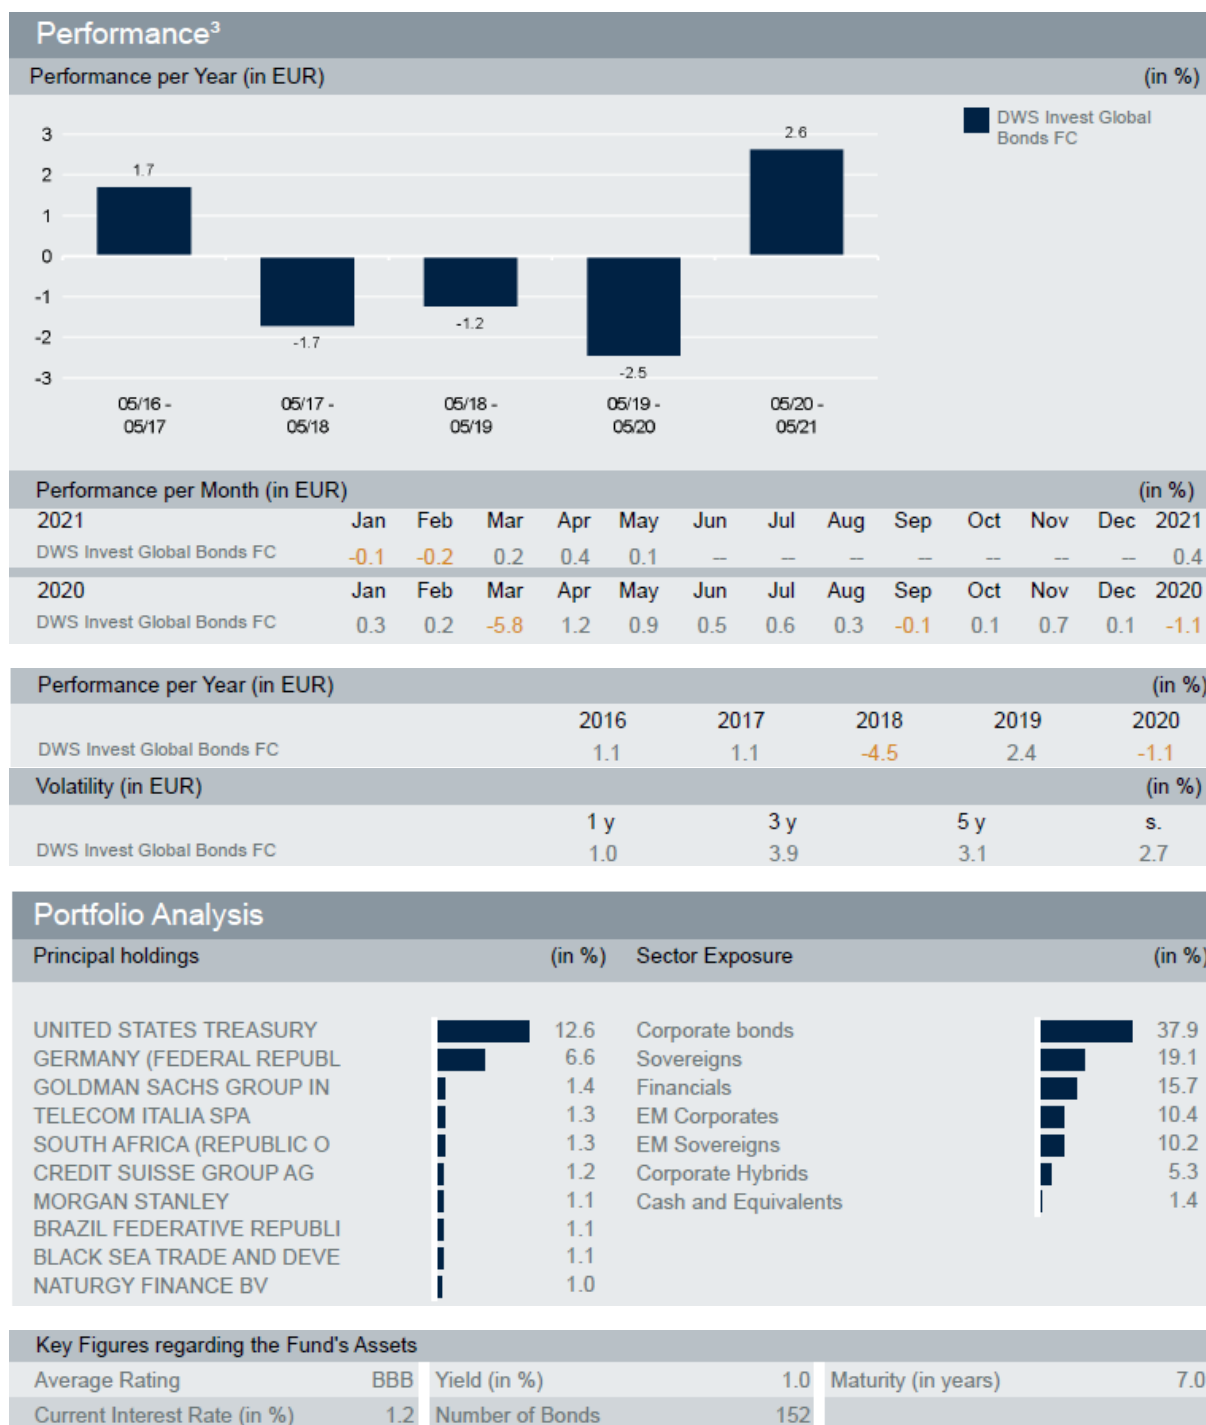 Performance³
Performance per Year (in EUR) (in %)
DWS Invest Global
Bonds FC
3
2
1
0
-1
-2
-3
1.7
-1.7
-1.2
-2.5
2.6
05/16 - 05/17 - 05/18 - 05/19 - 05/20 -
05/17 05/18 05/19 05/20 05/21
Performance per Month (in EUR) (in %)
2021 Jan Feb Mar Apr May Jun Jul Aug Sep Oct Nov Dec 2021
DWS Invest Global Bonds FC -0.1 -0.2 0.2 0.4 0.1 -- -- -- -- -- -- -- 0.4
2020 Jan Feb Mar Apr May Jun Jul Aug Sep Oct Nov Dec 2020
DWS Invest Global Bonds FC 0.3 0.2 -5.8 1.2 0.9 0.5 0.6 0.3 -0.1 0.1 0.7 0.1 -1.1
Performance per Year (in EUR) (in %)
2016 2017 2018 2019 2020
DWS Invest Global Bonds FC 1.1 1.1 -4.5 2.4 -1.1
Volatility (in EUR) (in %)
1 y 3 y 5 y s.
DWS Invest Global Bonds FC 1.0 3.9 3.1 2.7
Portfolio Analysis
Principal holdings (in %) Sector Exposure (in %)
UNITED STATES TREASURY 12.6 Corporate bonds 37.9
GERMANY (FEDERAL REPUBL 6.6 Sovereigns 19.1
GOLDMAN SACHS GROUP IN 1.4 Financials 15.7
TELECOM ITALIA SPA 1.3 EM Corporates 10.4
SOUTH AFRICA (REPUBLIC O 1.3 EM Sovereigns 10.2
CREDIT SUISSE GROUP AG 1.2 Corporate Hybrids 5.3
MORGAN STANLEY 1.1 Cash and Equivalents 1.4
BRAZIL FEDERATIVE REPUBLI 1.1
BLACK SEA TRADE AND DEVE 1.1
NATURGY FINANCE BV 1.0
Key Figures regarding the Fund's Assets
Average Rating BBB Yield (in %) 1.0 Maturity (in years) 7.0
Current Interest Rate (in %) 1.2 Number of Bonds 152